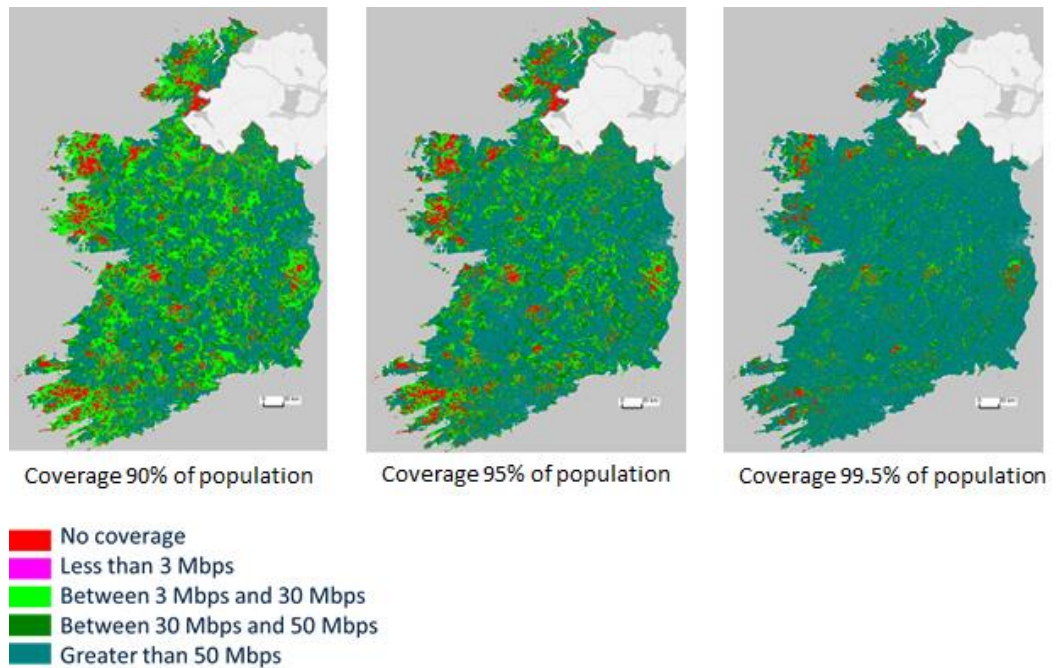 Coverage 90% of population
Coverage 95% of population
Coverage 99.5% of population
No coverage
Less than 3 Mbps
Between 3 Mbps and 30 Mbps
Between 30 Mbps and 50 Mbps
Greater than 50 Mbps